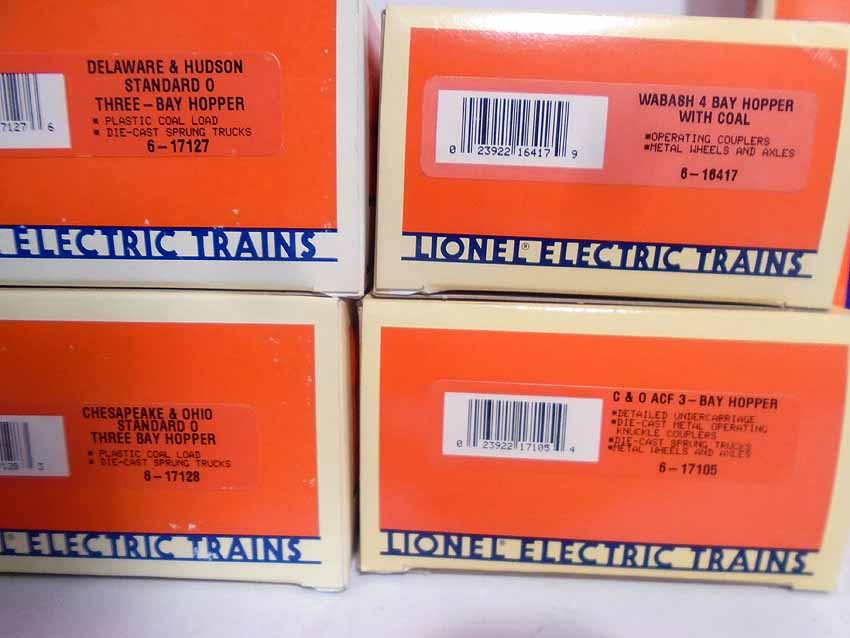 DELAWARE & HUDSON
STANDARD O
THREE-BAY HOPPER
▪ PLASTIC COAL LOAD
▪ DIE-CAST SPRUNG TRUCKS
6-17127
7127 6
ELECTRIC TRAINS
WABASH 4 BAY HOPPER
WITH COAL
▪OPERATING COUPLERS
▪METAL WHEELS AND AXLES
6-16417
0 23922 16417 9
LIONEL® ELECTRIC TRAINS
CHESAPEAKE & OHIO
STANDARD O
THREE BAY HOPPER
▪ PLASTIC COAL LOAD
▪ DIE-CAST SPRUNG TRUCKS
6-17128
7128 3
ELECTRIC TRAINS
C & O ACF 3-BAY HOPPER
▪DETAILED UNDERCARRIAGE
▪DIE-CAST METAL OPERATING
KNUCKLE COUPLERS
▪DIE-CAST SPRUNG TRUCKS
▪METAL WHEELS AND AXLES
6-17105
0 23922 17105 4
LIONEL® ELECTRIC TRAINS